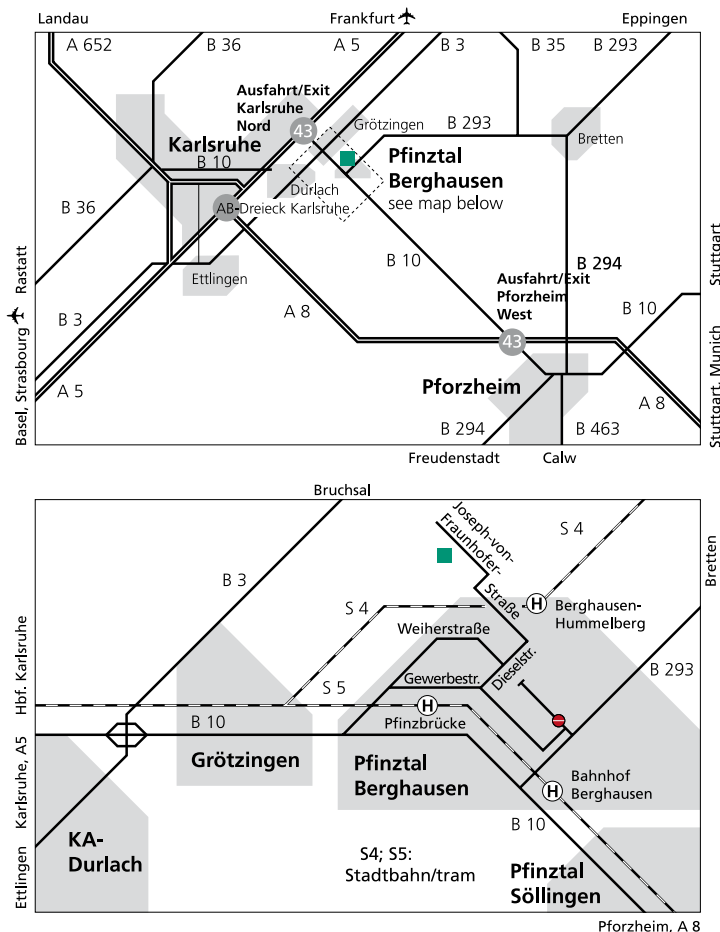 Landau
Frankfurt
Eppingen
A 652
B 36
A 5
B 3
B 35
B 293
Ausfahrt/Exit
Karlsruhe
Nord
43
Grötzingen
B 293
Bretten
Karlsruhe
B 10
Pfinztal
Berghausen
see map below
Durlach
AB-Dreieck Karlsruhe
B 36
Ettlingen
B 10
B 294
Ausfahrt/Exit
Pforzheim
West
43
B 10
B 3
A 8
A 5
Pforzheim
A 8
B 294
B 463
Freudenstadt
Calw
Rastatt
Basel, Strasbourg
Stuttgart
Stuttgart, Munich
Bruchsal
Joseph-von-
Fraunhofer-
Straße
S 4
B 3
S 4
Berghausen-
Hummelberg
H
Weiherstraße
Dieselstr.
Gewerbestr.
B 293
S 5
H
Pfinzbrücke
B 10
Grötzingen
Pfinztal
Berghausen
Bahnhof
Berghausen
H
B 10
KA-
Durlach
S4; S5:
Stadtbahn/tram
Pfinztal
Söllingen
Hbf. Karlsruhe
Karlsruhe, A5
Ettlingen
Bretten
Pforzheim, A 8